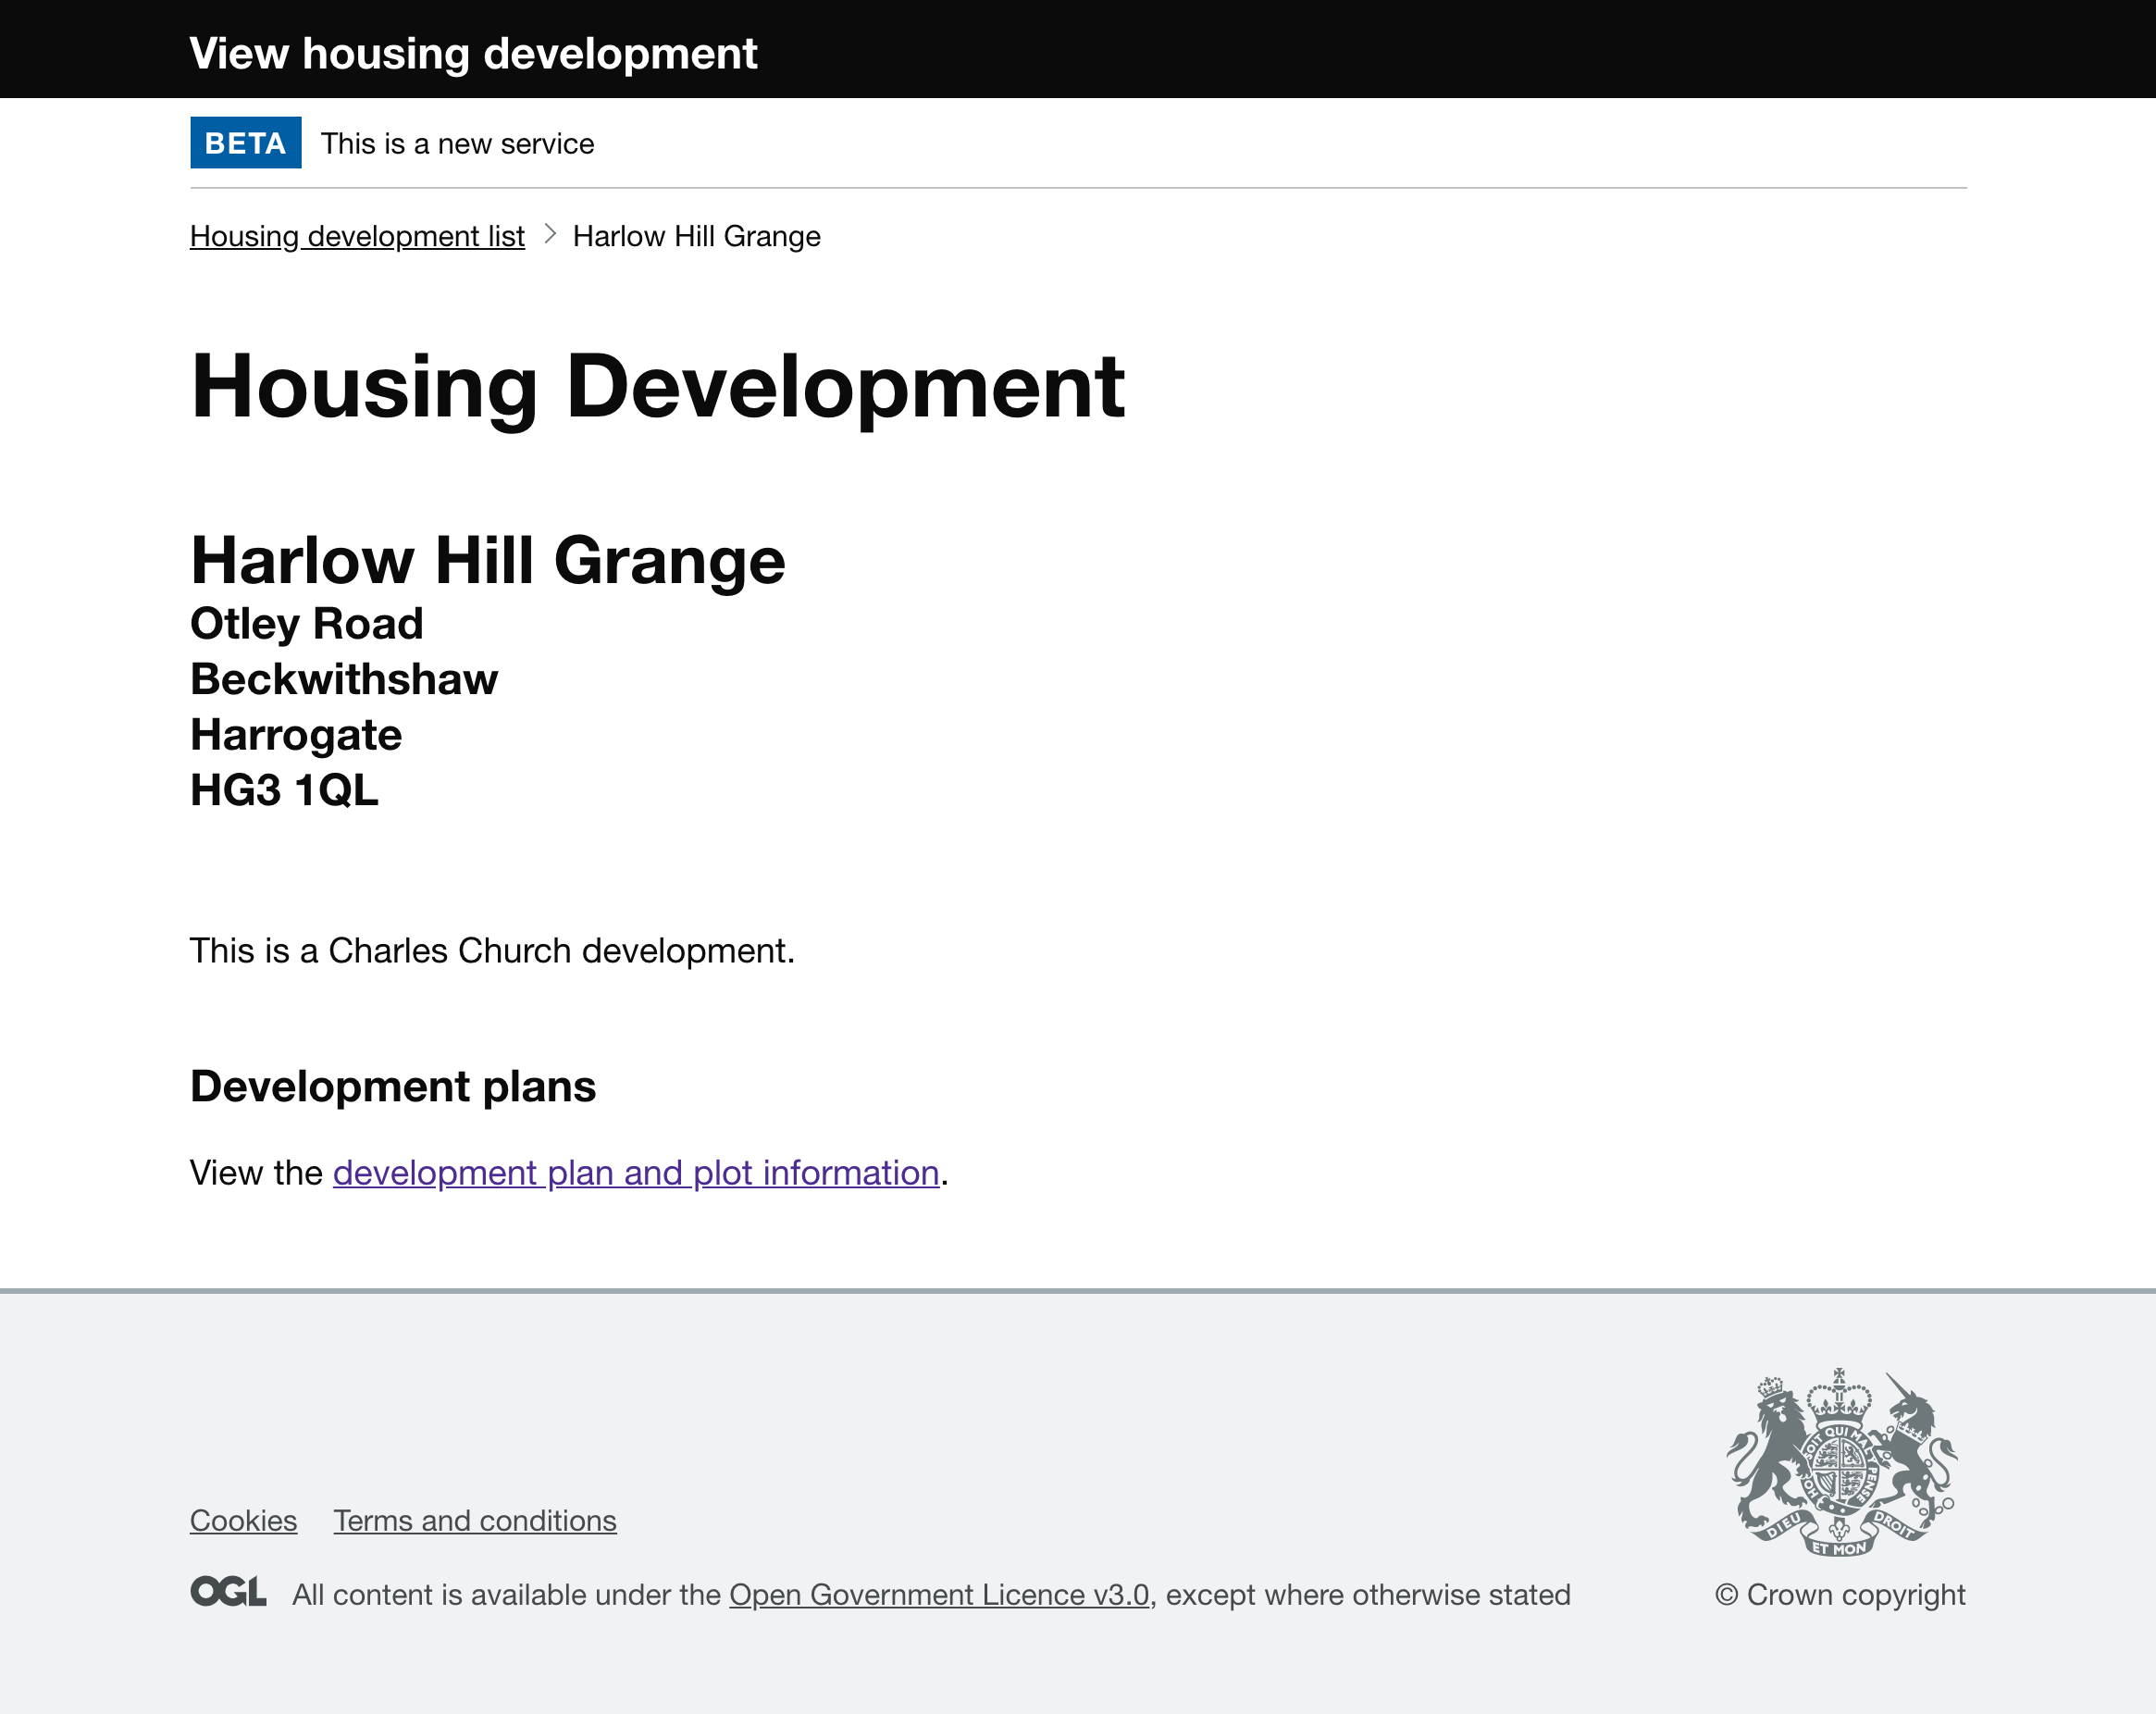 View housing development
BETA This is a new service
Housing development list > Harlow Hill Grange
Housing Development
Harlow Hill Grange
Otley Road
Beckwithshaw
Harrogate
HG3 1QL
This is a Charles Church development.
Development plans
View the development plan and plot information.
SOIT QUI MAL Y PENSE
HON
DIEU ET MON DROIT
Cookies Terms and conditions
OGL All content is available under the Open Government Licence v3.0, except where otherwise stated
© Crown copyright